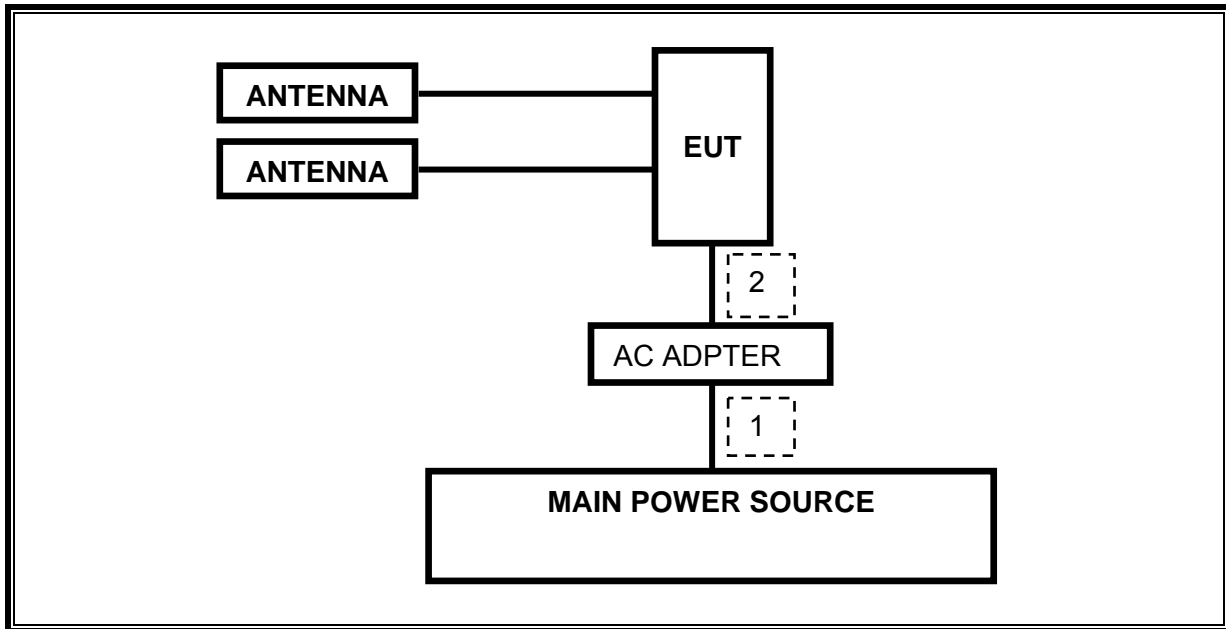 ANTENNA
ANTENNA
EUT
2
AC ADPTER
1
MAIN POWER SOURCE